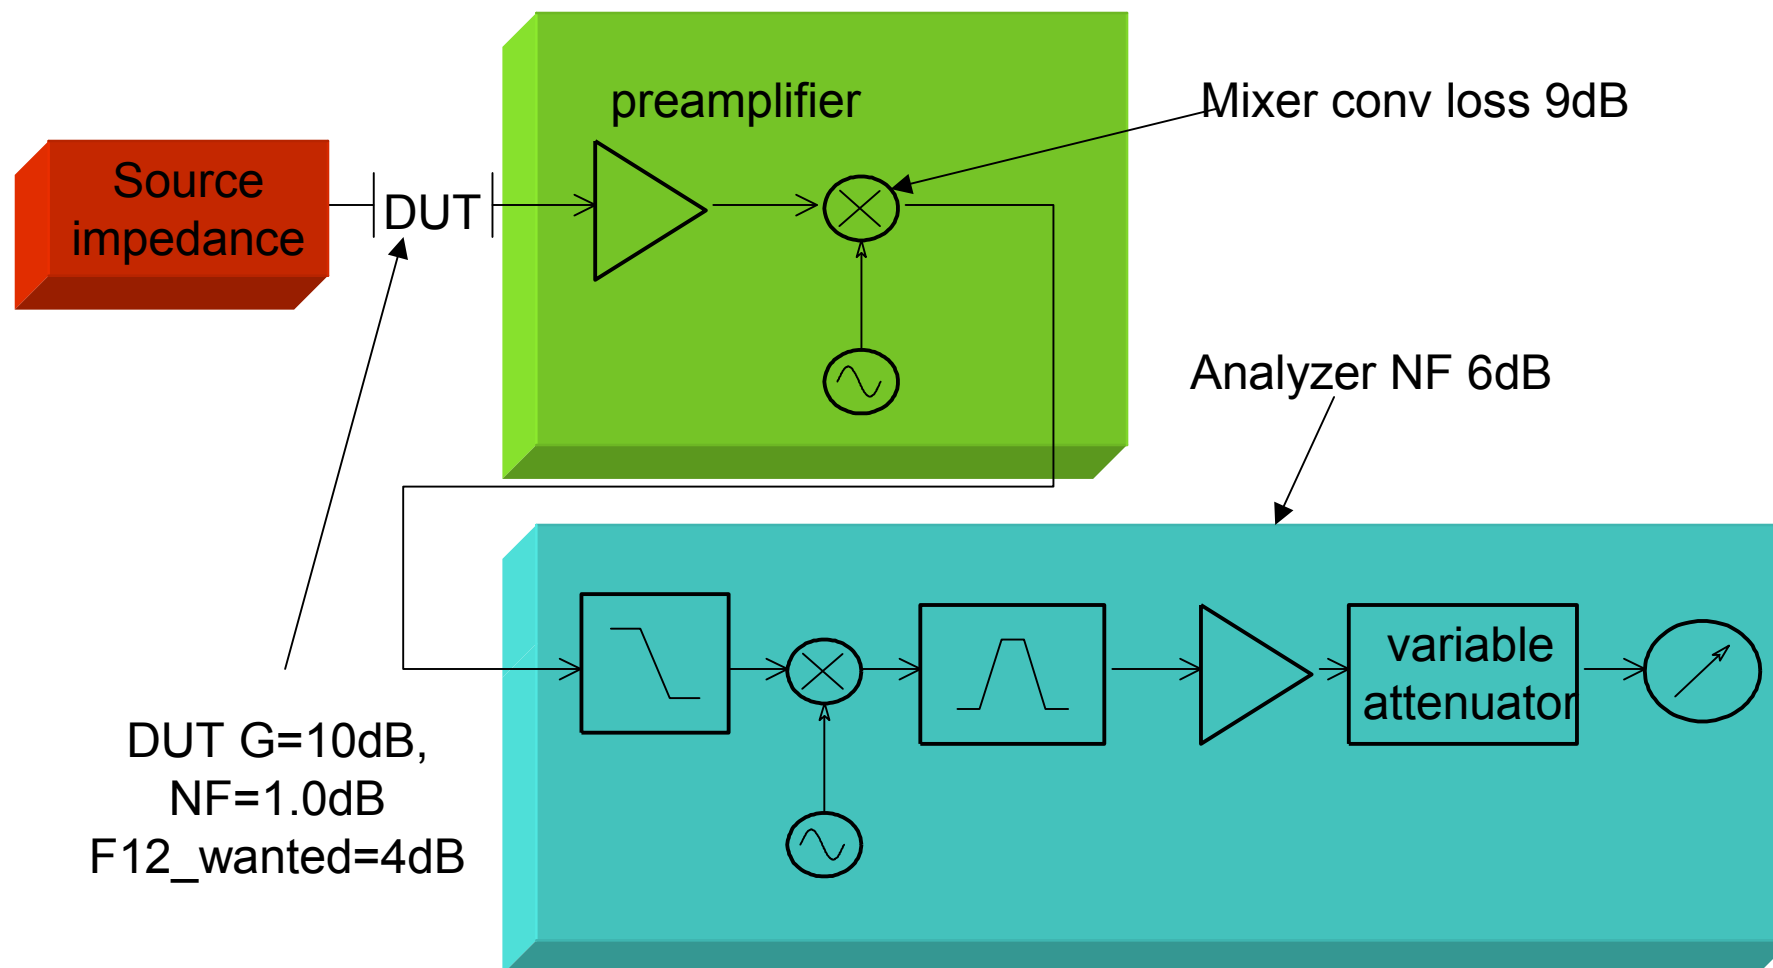 preamplifier
Mixer conv loss 9dB
Source
impedance
DUT
Analyzer NF 6dB
variable
attenuator
DUT G=10dB,
NF=1.0dB
F12_wanted=4dB